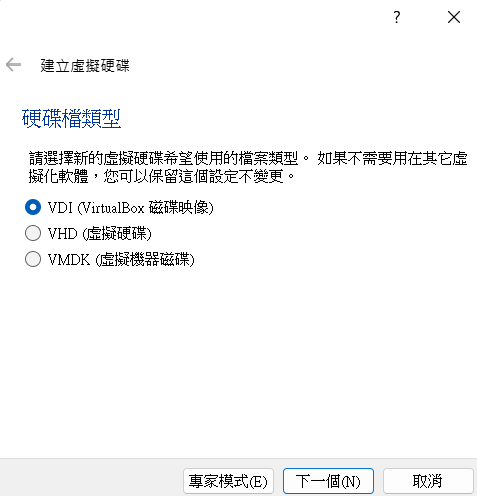 ?
建立虛擬硬碟
硬碟檔類型
請選擇新的虛擬硬碟希望使用的檔案類型。 如果不需要用在其它虛
擬化軟體，您可以保留這個設定不變更。
VDI (VirtualBox 磁碟映像)
VHD (虛擬硬碟)
VMDK (虛擬機器磁碟)
專家模式(E) 下一個(N) 取消